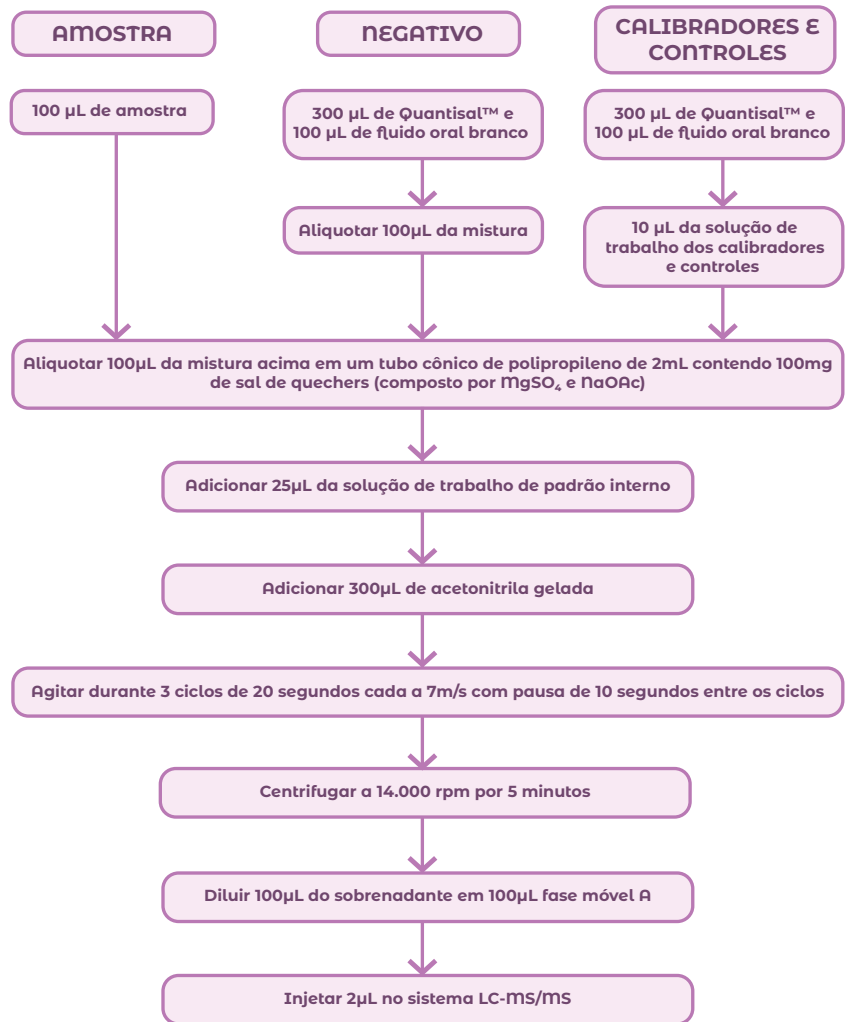 AMOSTRA
NEGATIVO
CALIBRADORES E
CONTROLES
100 µL de amostra
300 µL de Quantisal™ e
100 µL de fluido oral branco
300 µL de Quantisal™ e
100 µL de fluido oral branco
Aliquotar 100µL da mistura
10 µL da solução de
trabalho dos calibradores
e controles
Aliquotar 100µL da mistura acima em um tubo cônico de polipropileno de 2mL contendo 100mg
de sal de quechers (composto por MgSO₄ e NaOAc)
Adicionar 25µL da solução de trabalho de padrão interno
Adicionar 300µL de acetonitrila gelada
Agitar durante 3 ciclos de 20 segundos cada a 7m/s com pausa de 10 segundos entre os ciclos
Centrifugar a 14.000 rpm por 5 minutos
Diluir 100µL do sobrenadante em 100µL fase móvel A
Injetar 2µL no sistema LC-MS/MS